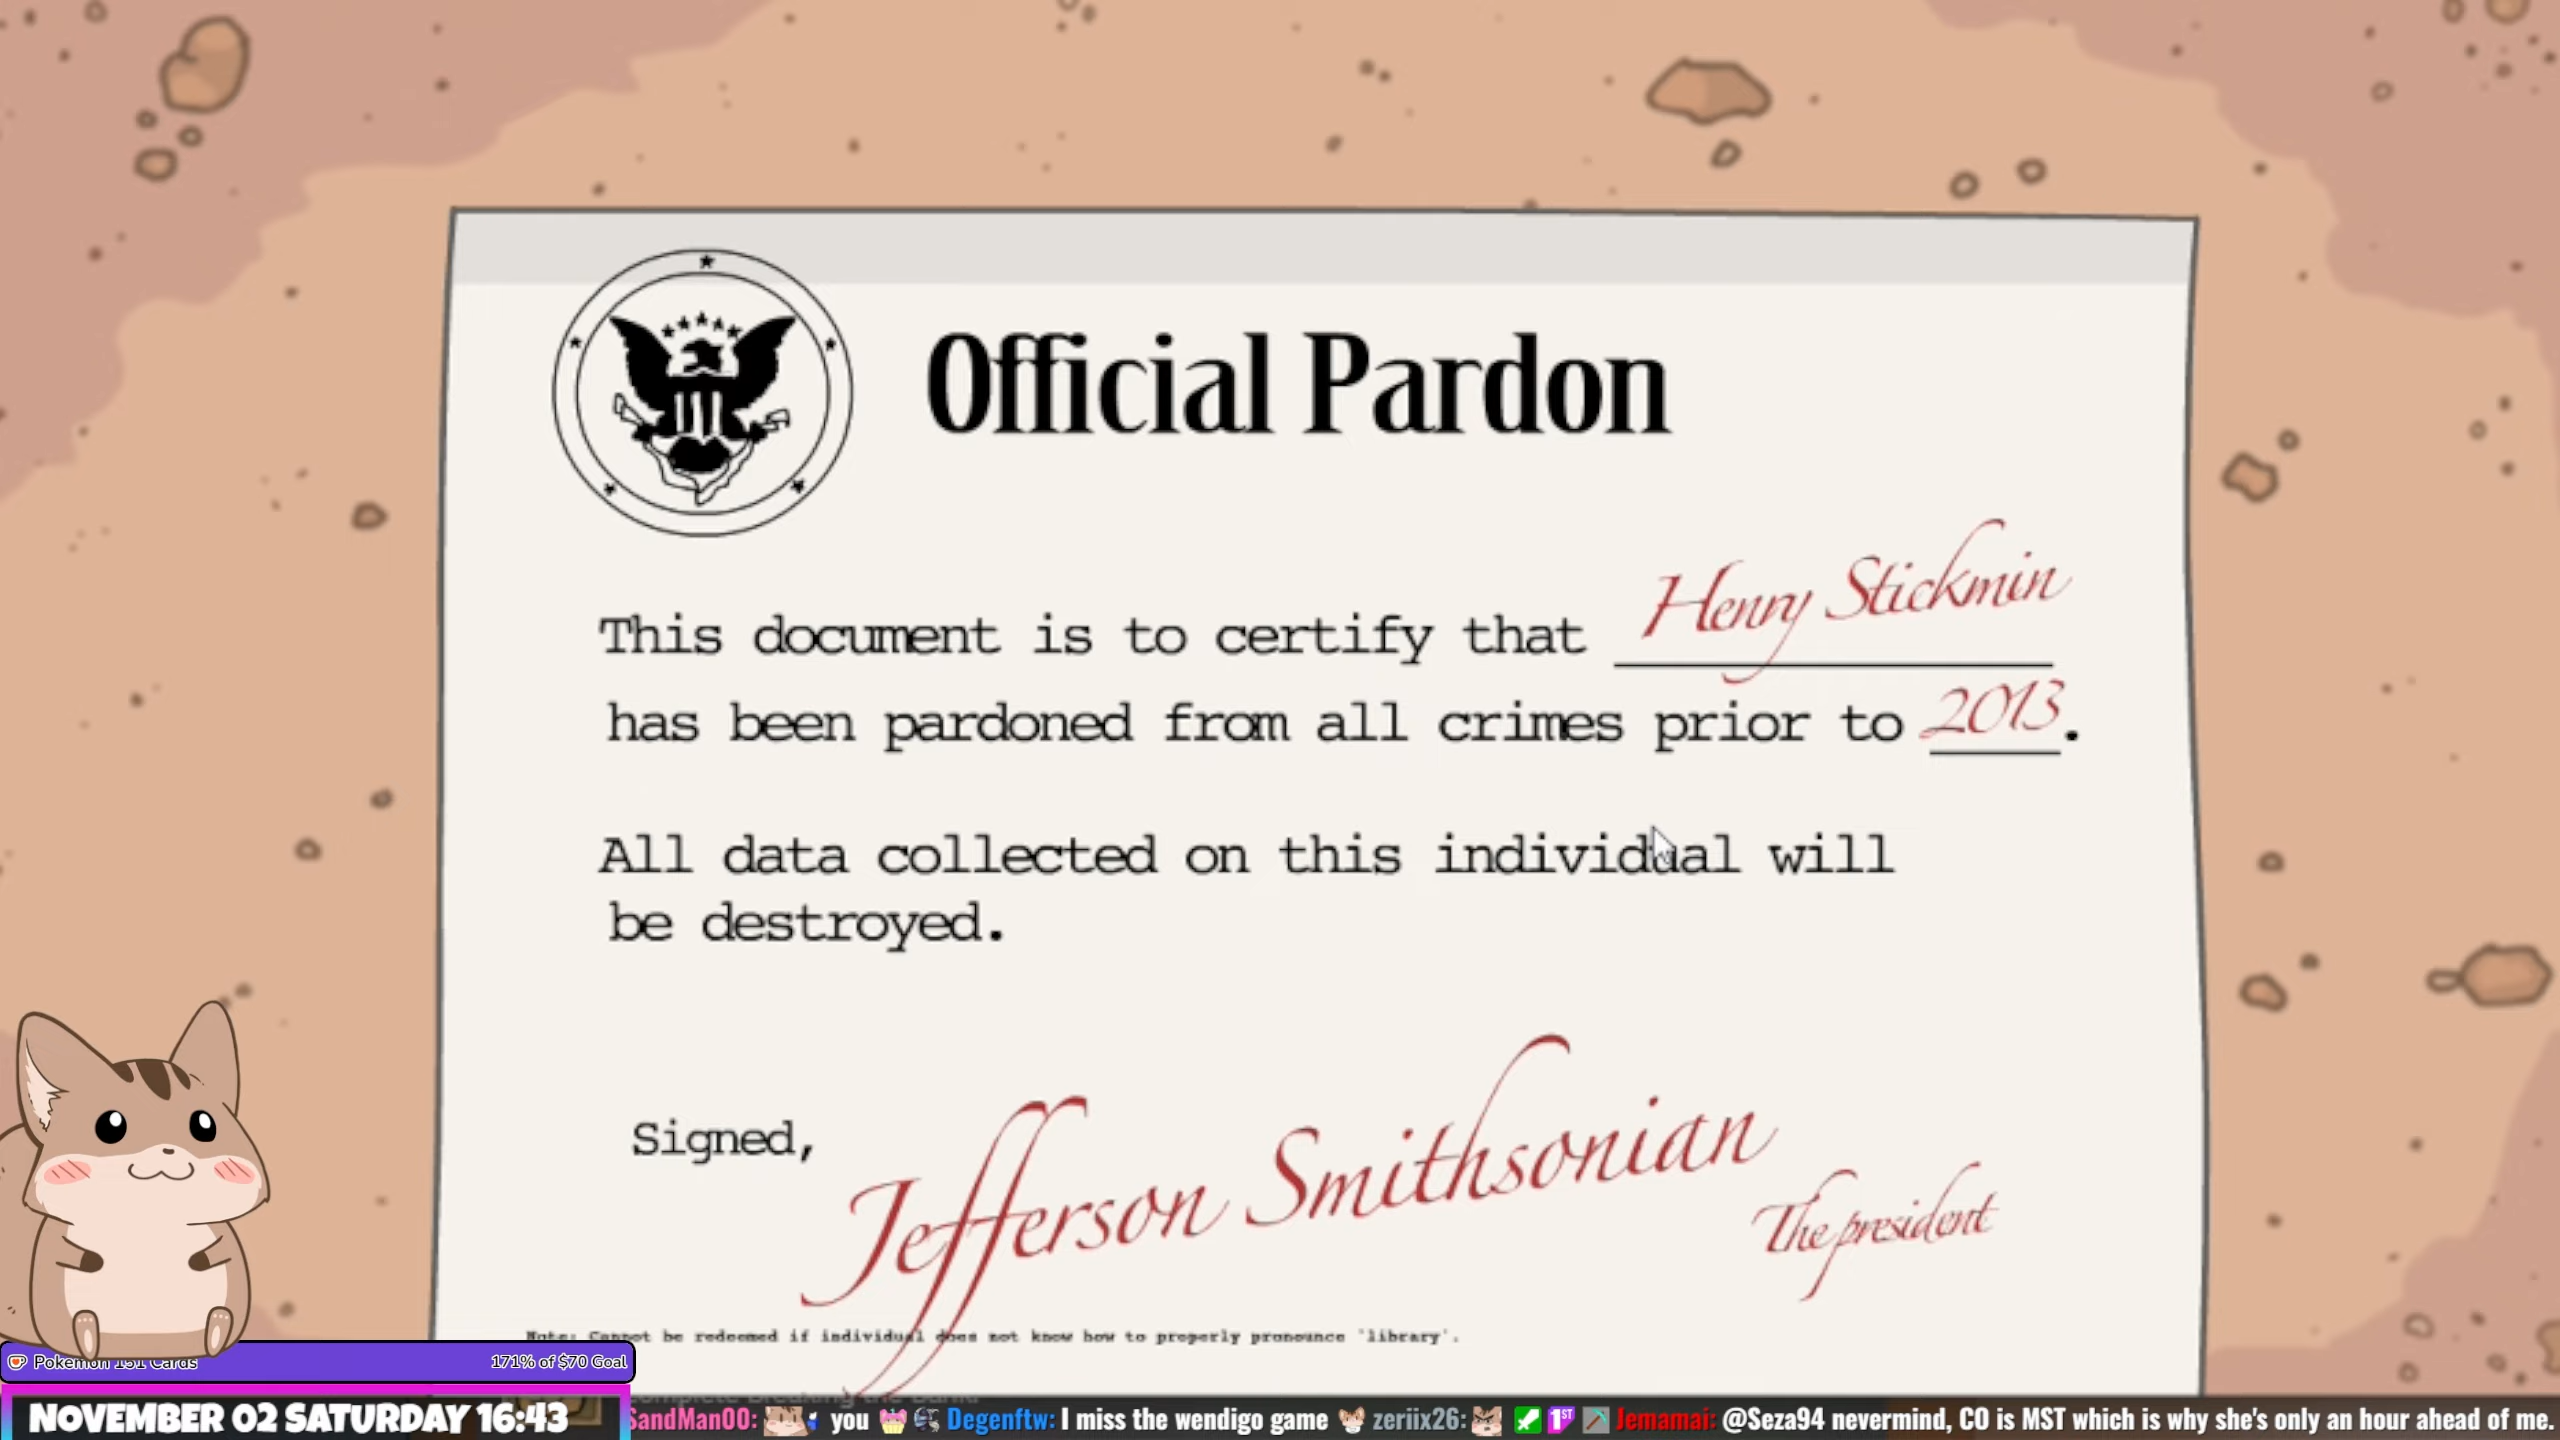 Official Pardon
This document is to certify that Henry Stickmin
has been pardoned from all crimes prior to 2013.
All data collected on this individual will
be destroyed.
Signed,
Jefferson Smithsonian
The president
Note: Cannot be redeemed if individual does not know how to properly pronounce 'library'.
Pokemon 151 Cards 171% of $70 Goal
NOVEMBER 02 SATURDAY 16:43
SandMan00: you Degenftw: I miss the wendigo game zeriix26: 1ST Jemamai: @Seza94 nevermind, CO is MST which is why she's only an hour ahead of me.